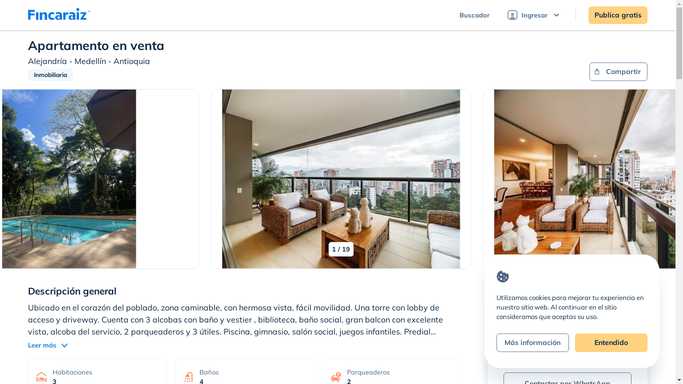 Fincaraiz
Buscador
Ingresar
Publica gratis
Apartamento en venta
Alejandría - Medellín - Antioquia
Inmobiliaria
Compartir
1 / 19
Descripción general
Ubicado en el corazón del poblado, zona caminable, con hermosa vista, fácil movilidad. Una torre con lobby de
acceso y driveway. Cuenta con 3 alcobas con baño y vestier , biblioteca, baño social, gran balcon con excelente
vista, alcoba del servicio, 2 parqueaderos y 3 útiles. Piscina, gimnasio, salón social, juegos infantiles. Predial...
Leer más
Habitaciones
3
Baños
4
Parqueaderos
2
Utilizamos cookies para mejorar tu experiencia en
nuestro sitio web. Al continuar en el sitio
consideramos que aceptas su uso.
Más información
Entendido
Contactar por WhatsApp